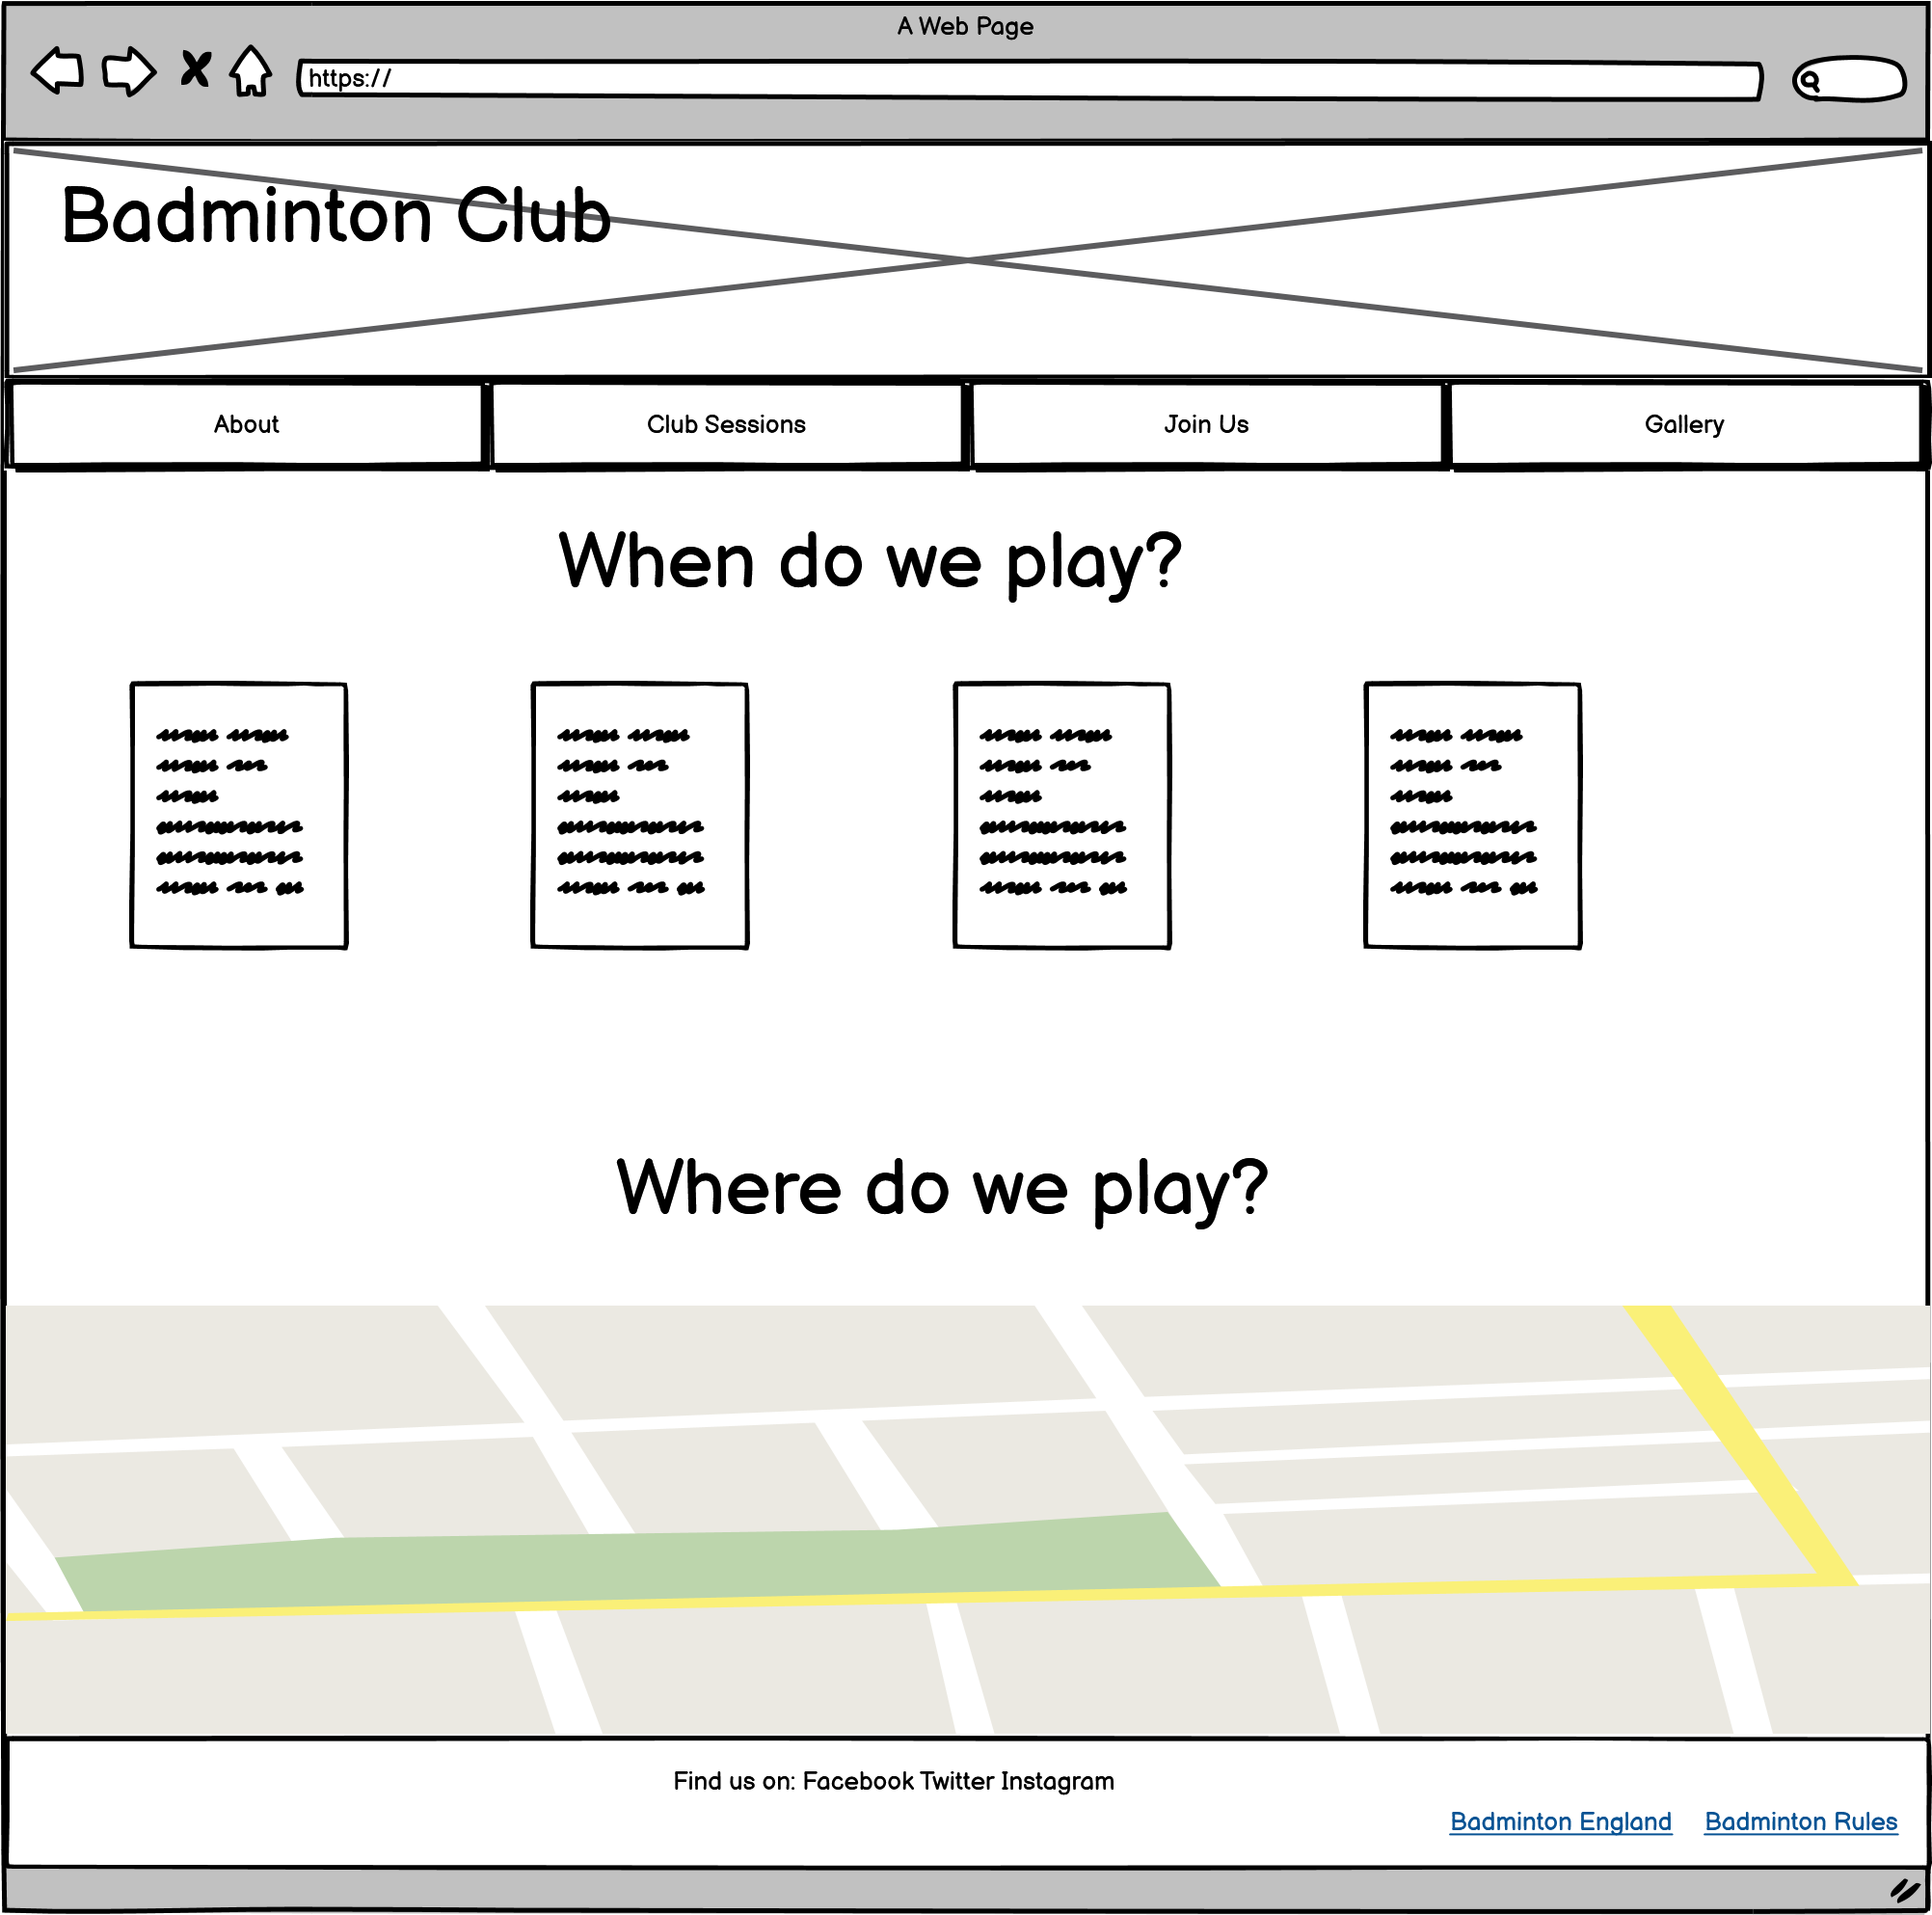 A Web Page
https://
Badminton Club
About
Club Sessions
Join Us
Gallery
When do we play?
Where do we play?
Find us on: Facebook Twitter Instagram
Badminton England
Badminton Rules